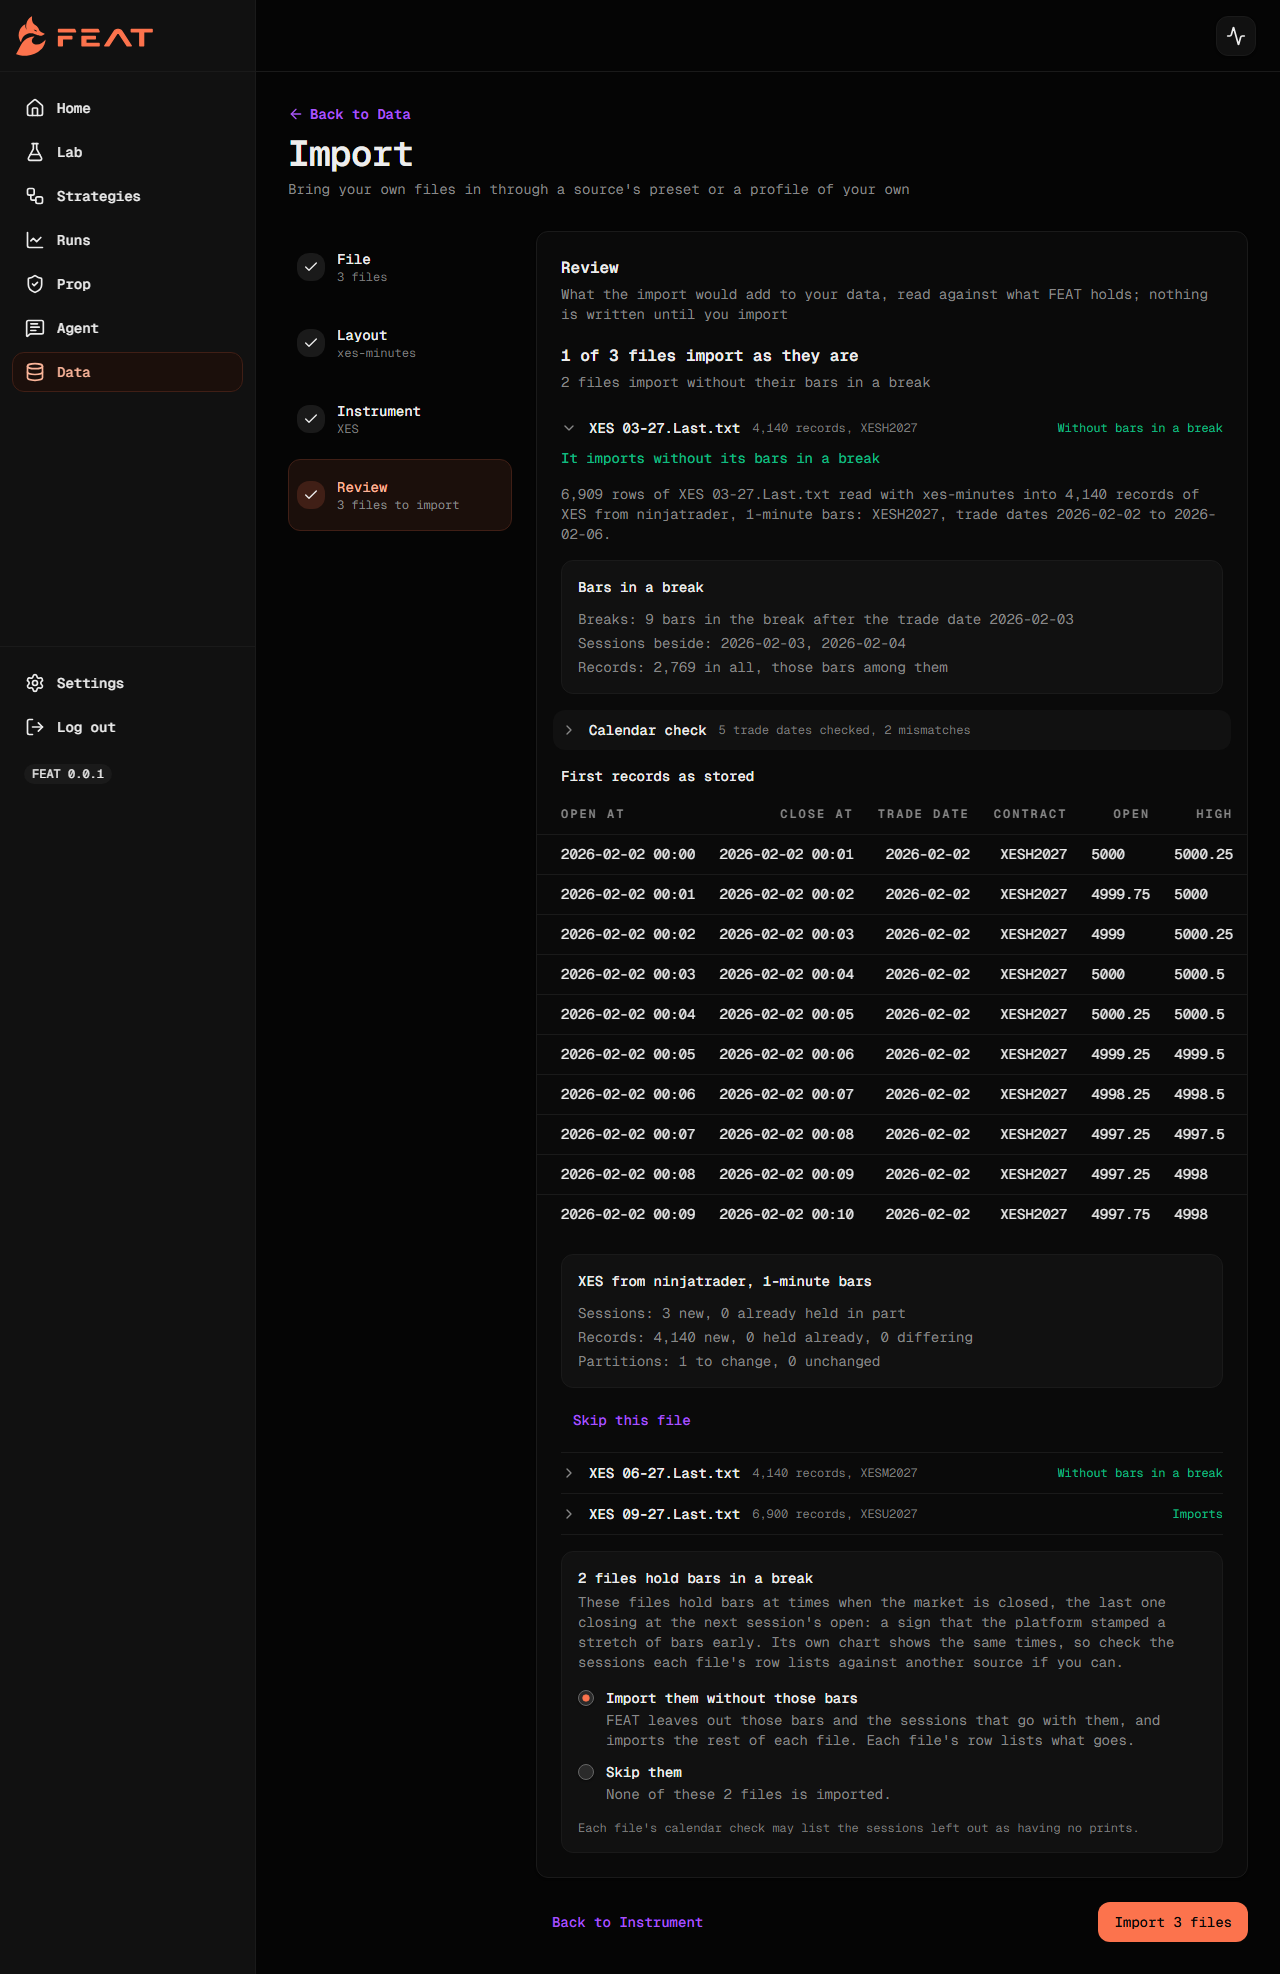 FEAT
Home
Lab
Strategies
Runs
Prop
Agent
Data
Settings
Log out
FEAT 0.0.1
Back to Data
Import
Bring your own files in through a source's preset or a profile of your own
File
3 files
Layout
xes-minutes
Instrument
XES
Review
3 files to import
Review
What the import would add to your data, read against what FEAT holds; nothing
is written until you import
1 of 3 files import as they are
2 files import without their bars in a break
XES 03-27.Last.txt 4,140 records, XESH2027 Without bars in a break
It imports without its bars in a break
6,909 rows of XES 03-27.Last.txt read with xes-minutes into 4,140 records of
XES from ninjatrader, 1-minute bars: XESH2027, trade dates 2026-02-02 to 2026-
02-06.
Bars in a break
Breaks: 9 bars in the break after the trade date 2026-02-03
Sessions beside: 2026-02-03, 2026-02-04
Records: 2,769 in all, those bars among them
Calendar check 5 trade dates checked, 2 mismatches
First records as stored
OPEN AT CLOSE AT TRADE DATE CONTRACT OPEN HIGH
2026-02-02 00:00 2026-02-02 00:01 2026-02-02 XESH2027 5000 5000.25
2026-02-02 00:01 2026-02-02 00:02 2026-02-02 XESH2027 4999.75 5000
2026-02-02 00:02 2026-02-02 00:03 2026-02-02 XESH2027 4999 5000.25
2026-02-02 00:03 2026-02-02 00:04 2026-02-02 XESH2027 5000 5000.5
2026-02-02 00:04 2026-02-02 00:05 2026-02-02 XESH2027 5000.25 5000.5
2026-02-02 00:05 2026-02-02 00:06 2026-02-02 XESH2027 4999.25 4999.5
2026-02-02 00:06 2026-02-02 00:07 2026-02-02 XESH2027 4998.25 4998.5
2026-02-02 00:07 2026-02-02 00:08 2026-02-02 XESH2027 4997.25 4997.5
2026-02-02 00:08 2026-02-02 00:09 2026-02-02 XESH2027 4997.25 4998
2026-02-02 00:09 2026-02-02 00:10 2026-02-02 XESH2027 4997.75 4998
XES from ninjatrader, 1-minute bars
Sessions: 3 new, 0 already held in part
Records: 4,140 new, 0 held already, 0 differing
Partitions: 1 to change, 0 unchanged
Skip this file
XES 06-27.Last.txt 4,140 records, XESM2027 Without bars in a break
XES 09-27.Last.txt 6,900 records, XESU2027 Imports
2 files hold bars in a break
These files hold bars at times when the market is closed, the last one
closing at the next session's open: a sign that the platform stamped a
stretch of bars early. Its own chart shows the same times, so check the
sessions each file's row lists against another source if you can.
Import them without those bars
FEAT leaves out those bars and the sessions that go with them, and
imports the rest of each file. Each file's row lists what goes.
Skip them
None of these 2 files is imported.
Each file's calendar check may list the sessions left out as having no prints.
Back to Instrument
Import 3 files